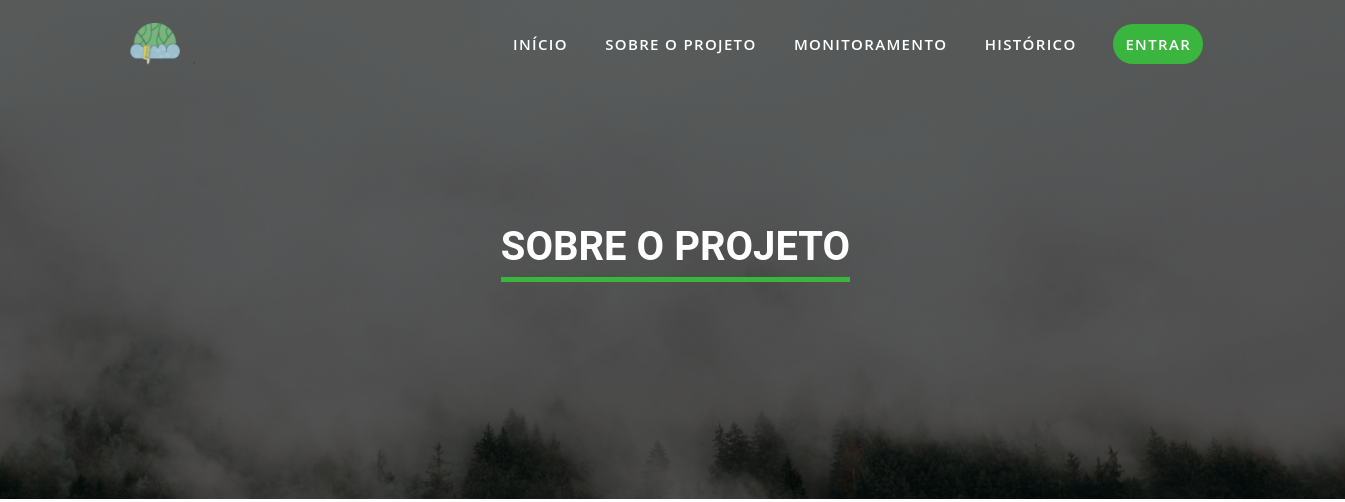 INÍCIO SOBRE O PROJETO MONITORAMENTO HISTÓRICO ENTRAR
SOBRE O PROJETO